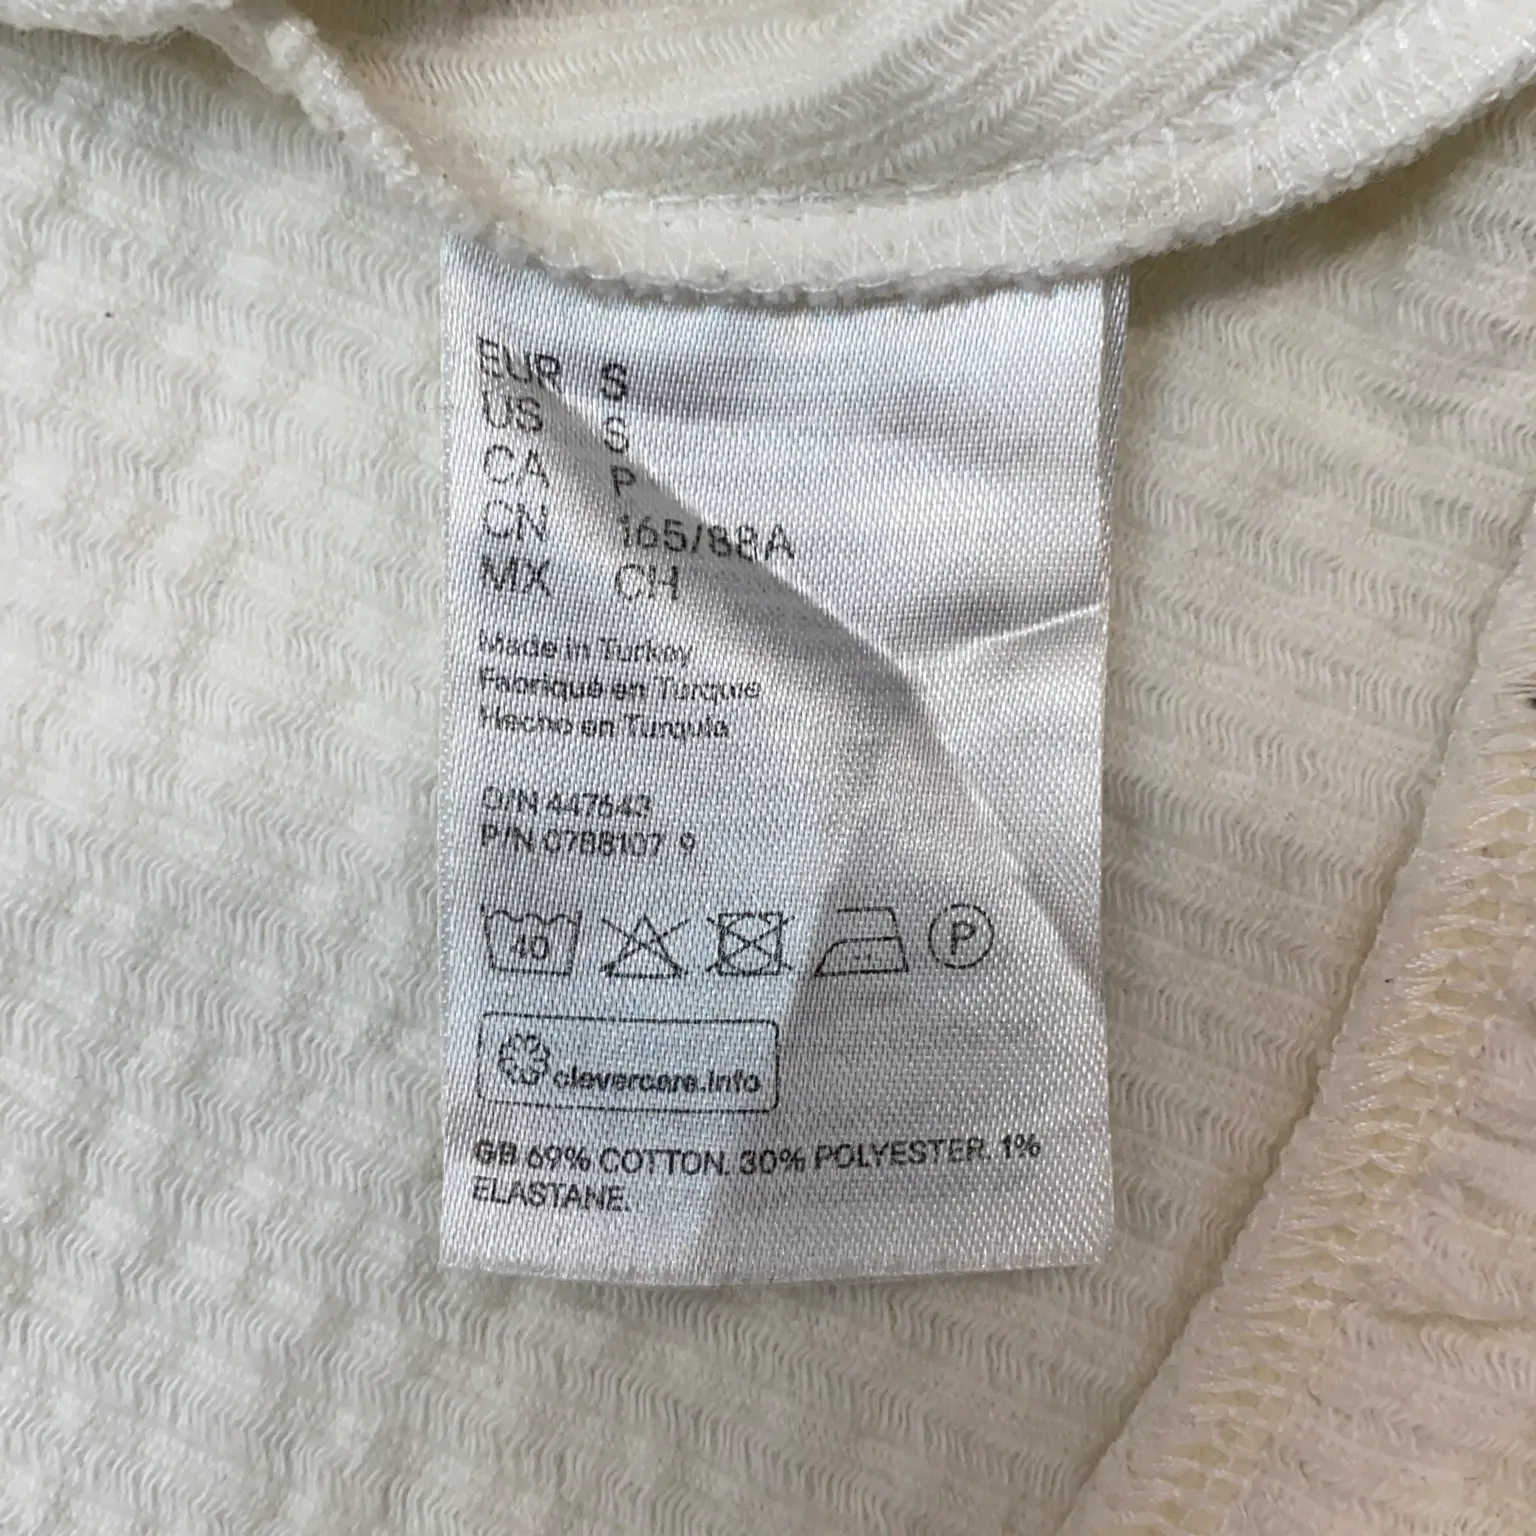 EUR S
US S
CA P
CN 165/88A
MX CH
Made in Turkey
Fabriqué en Turquie
Hecho en Turquía
O/N 447643
P/N 0788107 9
40 P
clevercare.info
GB 69% COTTON. 30% POLYESTER. 1%
ELASTANE.